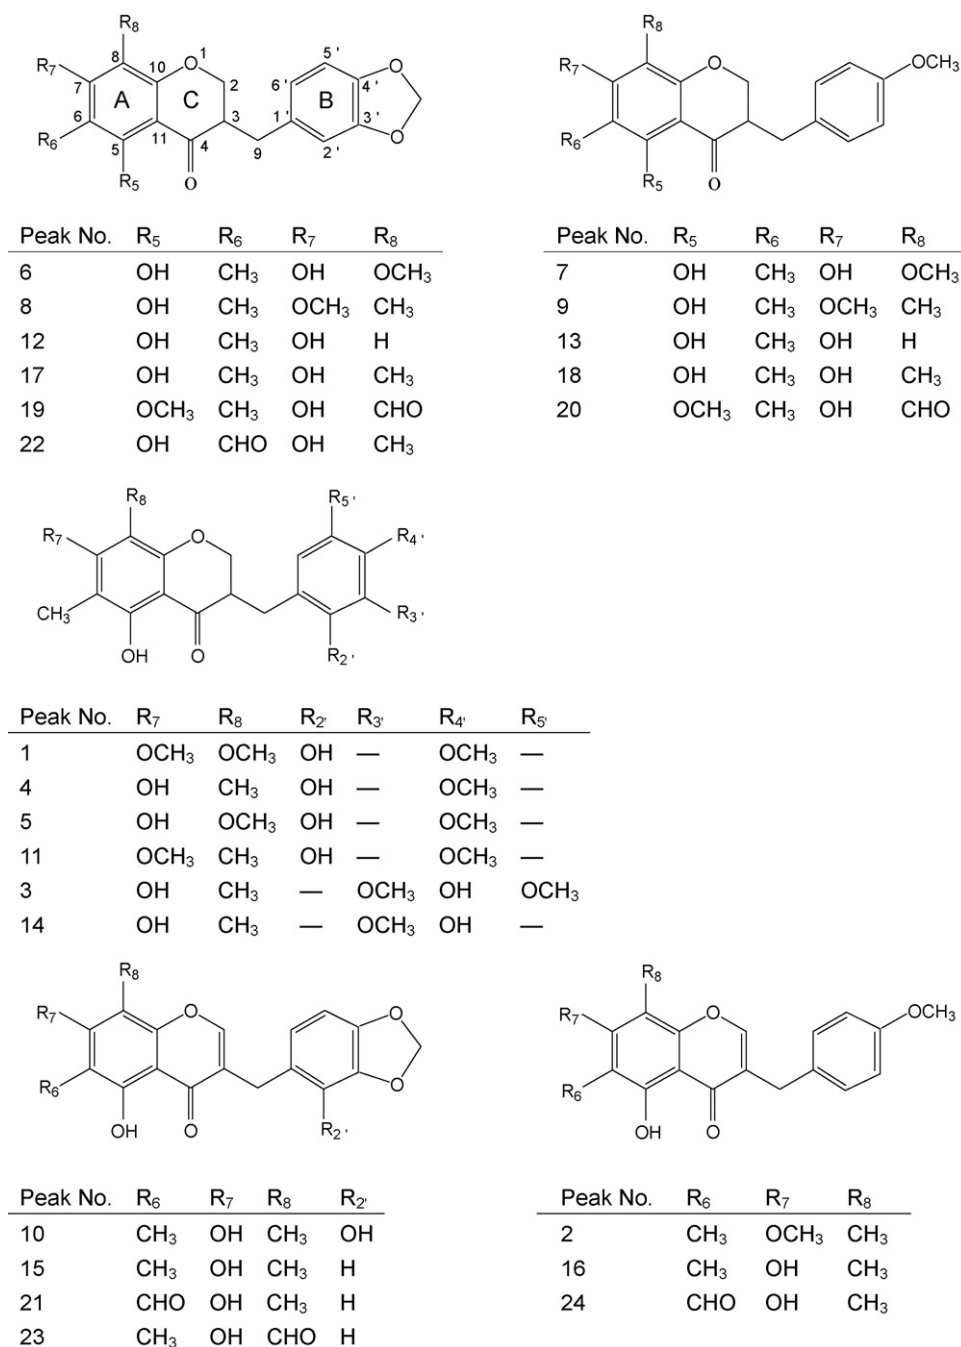 R₈ R₈
8 10 O 1 5' O O OCH₃
R₇ 7 2 6' 4' R₇
A C B
6 3 1' 3' O
R₆ 11 4 9 2' R₆
5
R₅ O R₅ O
Peak No. R₅ R₆ R₇ R₈
6 OH CH₃ OH OCH₃
8 OH CH₃ OCH₃ CH₃
12 OH CH₃ OH H
17 OH CH₃ OH CH₃
19 OCH₃ CH₃ OH CHO
22 OH CHO OH CH₃
Peak No. R₅ R₆ R₇ R₈
7 OH CH₃ OH OCH₃
9 OH CH₃ OCH₃ CH₃
13 OH CH₃ OH H
18 OH CH₃ OH CH₃
20 OCH₃ CH₃ OH CHO
R₈ R₅'
R₇ O R₄'
CH₃ R₃'
OH O R₂'
Peak No. R₇ R₈ R₂' R₃' R₄' R₅'
1 OCH₃ OCH₃ OH — OCH₃ —
4 OH CH₃ OH — OCH₃ —
5 OH OCH₃ OH — OCH₃ —
11 OCH₃ CH₃ OH — OCH₃ —
3 OH CH₃ — OCH₃ OH OCH₃
14 OH CH₃ — OCH₃ OH —
R₈
R₇ O O
R₆ O
OH O R₂'
Peak No. R₆ R₇ R₈ R₂'
10 CH₃ OH CH₃ OH
15 CH₃ OH CH₃ H
21 CHO OH CH₃ H
23 CH₃ OH CHO H
R₈
R₇ O OCH₃
R₆
OH O
Peak No. R₆ R₇ R₈
2 CH₃ OCH₃ CH₃
16 CH₃ OH CH₃
24 CHO OH CH₃